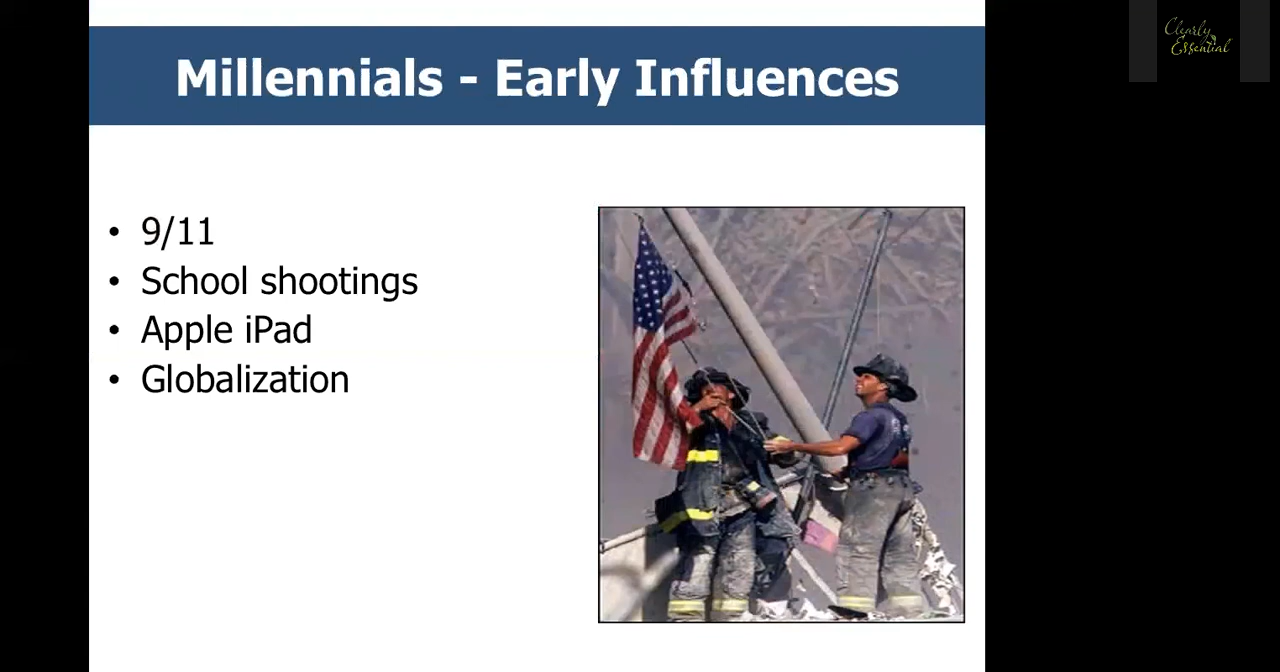 Clearly
Essential
Millennials - Early Influences
• 9/11
• School shootings
• Apple iPad
• Globalization